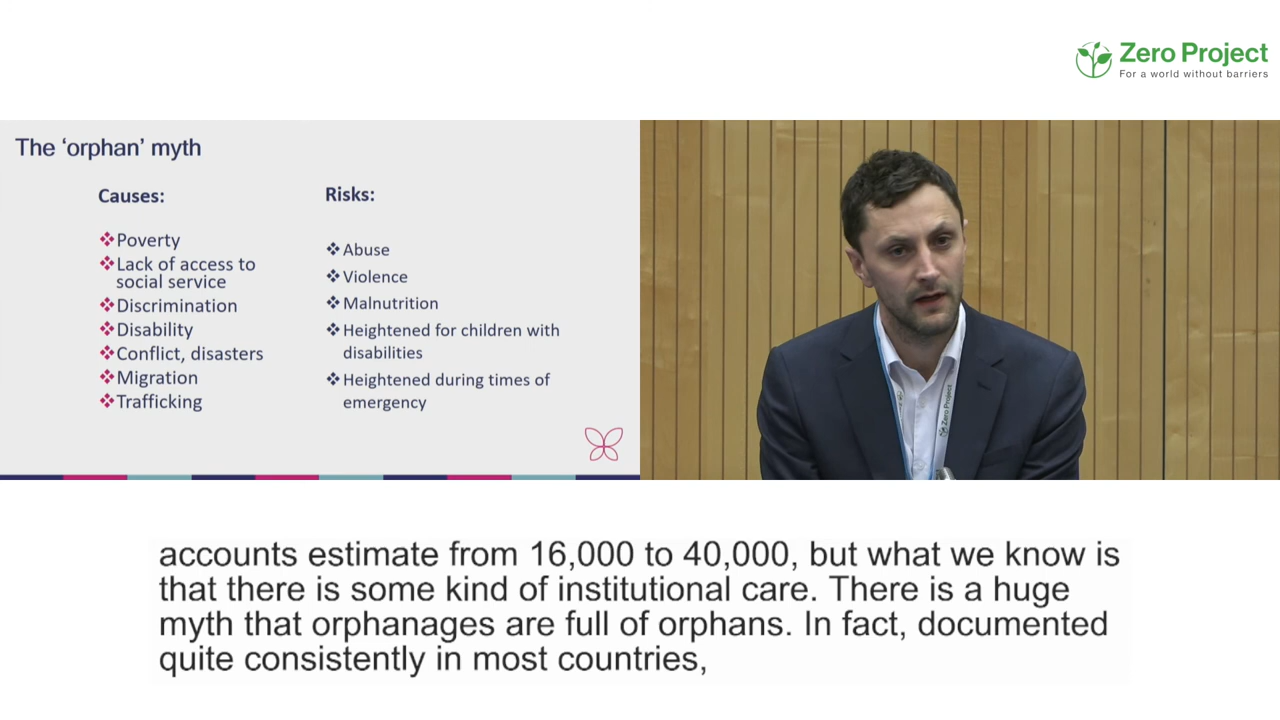 Zero Project
For a world without barriers
The ‘orphan’ myth
Causes:
Poverty
Lack of access to
social service
Discrimination
Disability
Conflict, disasters
Migration
Trafficking
Risks:
Abuse
Violence
Malnutrition
Heightened for children with
disabilities
Heightened during times of
emergency
Zero Project
accounts estimate from 16,000 to 40,000, but what we know is
that there is some kind of institutional care. There is a huge
myth that orphanages are full of orphans. In fact, documented
quite consistently in most countries,